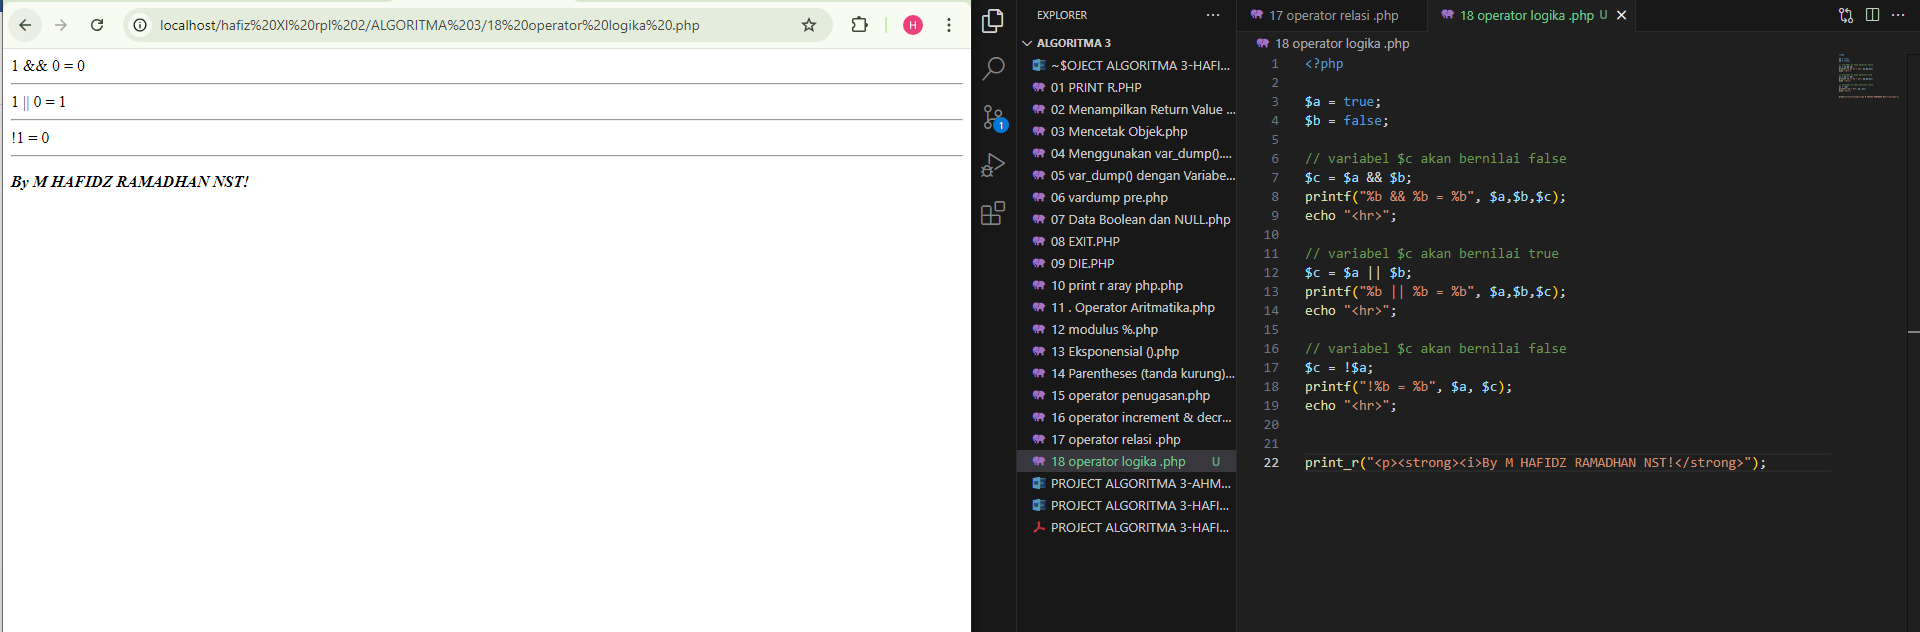 localhost/hafiz%20XI%20rpl%202/ALGORITMA%203/18%20operator%20logika%20.php
H
1 && 0 = 0
1 || 0 = 1
!1 = 0
By M HAFIDZ RAMADHAN NST!
1
EXPLORER
ALGORITMA 3
~$OJECT ALGORITMA 3-HAFI...
01 PRINT R.PHP
02 Menampilkan Return Value ...
03 Mencetak Objek.php
04 Menggunakan var_dump()....
05 var_dump() dengan Variabe...
06 vardump pre.php
07 Data Boolean dan NULL.php
08 EXIT.PHP
09 DIE.PHP
10 print r aray php.php
11 . Operator Aritmatika.php
12 modulus %.php
13 Eksponensial ().php
14 Parentheses (tanda kurung)...
15 operator penugasan.php
16 operator increment & decr...
17 operator relasi .php
18 operator logika .php U
PROJECT ALGORITMA 3-AHM...
PROJECT ALGORITMA 3-HAFI...
PROJECT ALGORITMA 3-HAFI...
17 operator relasi .php 18 operator logika .php U
18 operator logika .php
1 <?php
2
3 $a = true;
4 $b = false;
5
6 // variabel $c akan bernilai false
7 $c = $a && $b;
8 printf("%b && %b = %b", $a,$b,$c);
9 echo "<hr>";
10
11 // variabel $c akan bernilai true
12 $c = $a || $b;
13 printf("%b || %b = %b", $a,$b,$c);
14 echo "<hr>";
15
16 // variabel $c akan bernilai false
17 $c = !$a;
18 printf("!%b = %b", $a, $c);
19 echo "<hr>";
20
21
22 print_r("<p><strong><i>By M HAFIDZ RAMADHAN NST!</strong>");